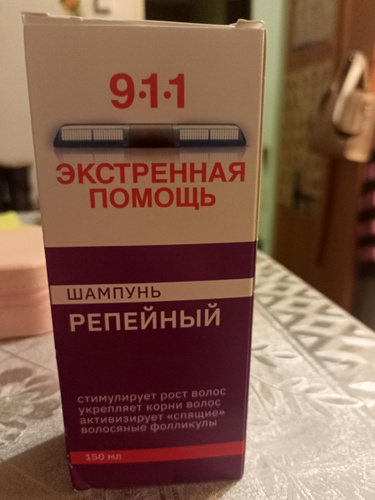 9·1·1
ЭКСТРЕННАЯ
ПОМОЩЬ
ШАМПУНЬ
РЕПЕЙНЫЙ
стимулирует рост волос
укрепляет корни волос
активизирует «спящие»
волосяные фолликулы
150 мл